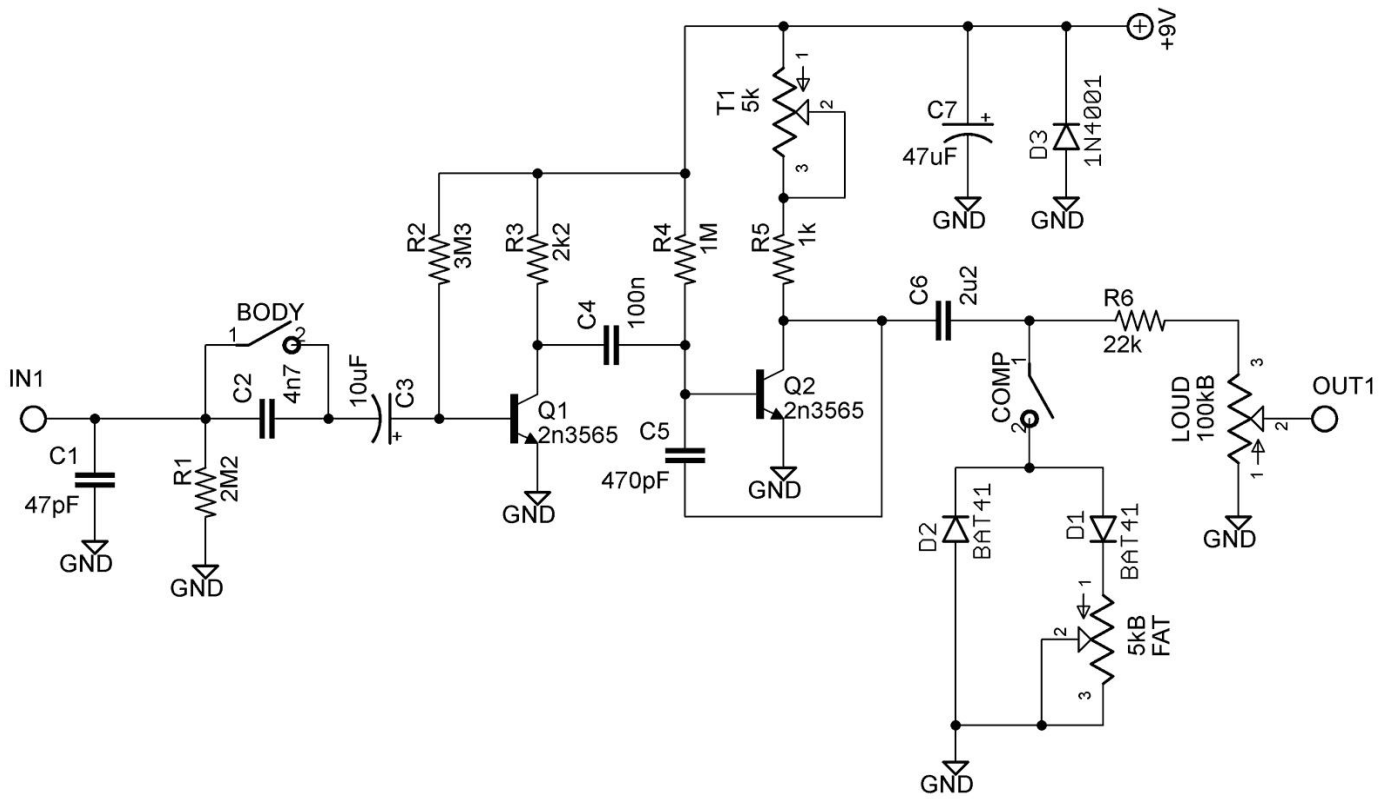 +9V
1
T1
5k
2
3
C7
+
47uF
GND
D3
1N4001
GND
R2
3M3
R3
2k2
R4
1M
R5
1k
BODY
1
2
C2
4n7
10uF
C3
+
C4
100n
C6
2u2
R6
22k
IN1
C1
47pF
GND
R1
2M2
GND
Q1
2n3565
GND
C5
470pF
Q2
2n3565
GND
COMP
1
2
D2
BAT41
D1
BAT41
1
2
3
5kB
FAT
GND
3
LOUD
100kB
2
1
OUT1
GND